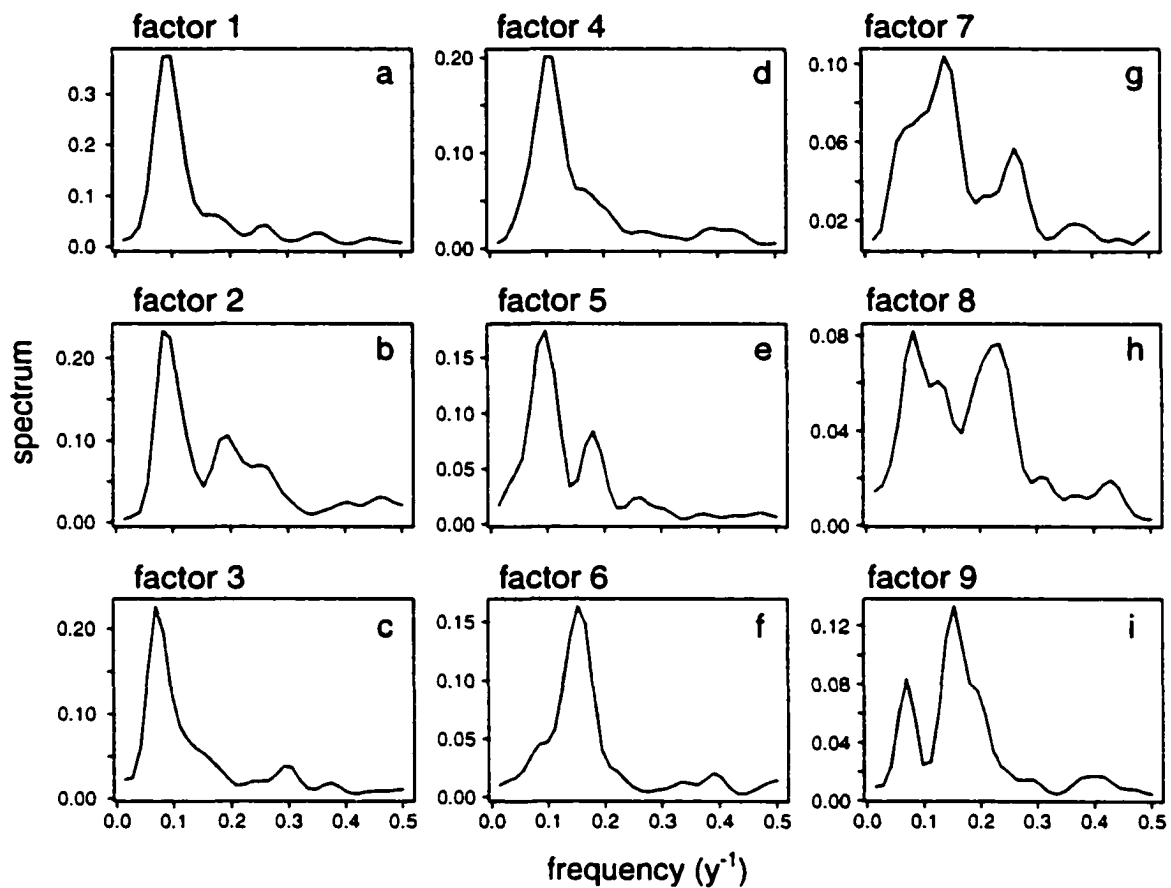 factor 1
factor 4
factor 7
a
d
g
0.3
0.2
0.1
0.0
0.20
0.10
0.00
0.10
0.06
0.02
factor 2
factor 5
factor 8
b
e
h
0.20
0.10
0.00
0.15
0.10
0.05
0.00
0.08
0.04
0.00
spectrum
factor 3
factor 6
factor 9
c
f
i
0.20
0.10
0.00
0.15
0.10
0.05
0.00
0.12
0.08
0.04
0.00
0.0 0.1 0.2 0.3 0.4 0.5
0.0 0.1 0.2 0.3 0.4 0.5
0.0 0.1 0.2 0.3 0.4 0.5
frequency (y⁻¹)